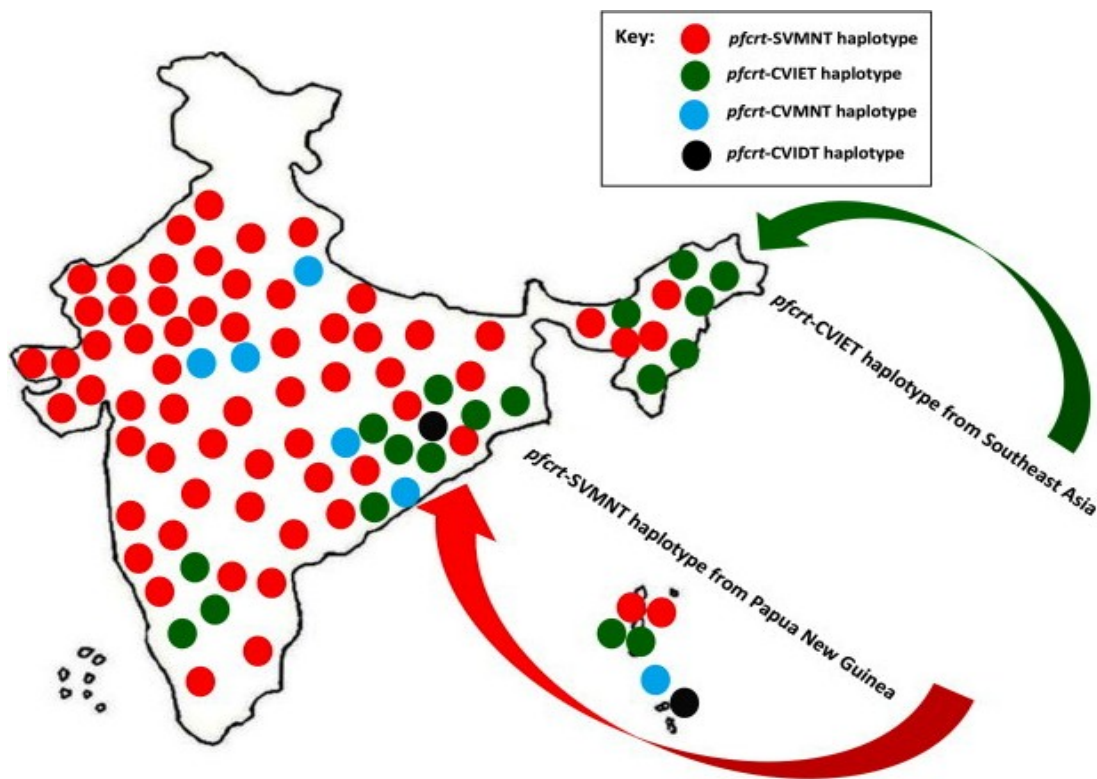 Key:
pfcrt-SVMNT haplotype
pfcrt-CVIET haplotype
pfcrt-CVMNT haplotype
pfcrt-CVIDT haplotype
pfcrt-CVIET haplotype from Southeast Asia
pfcrt-SVMNT haplotype from Papua New Guinea